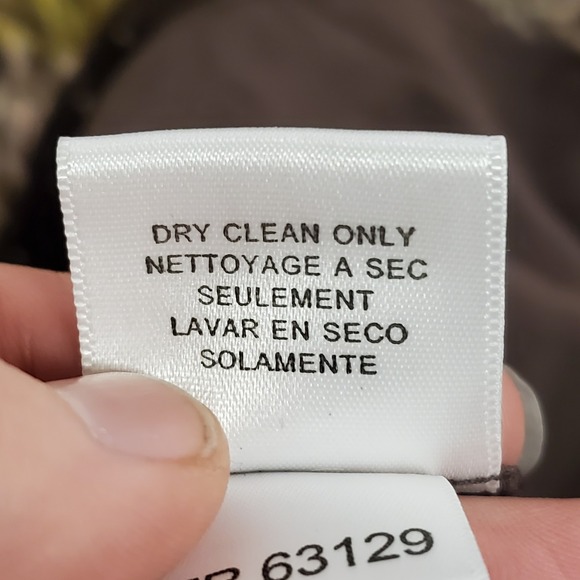 DRY CLEAN ONLY
NETTOYAGE A SEC
SEULEMENT
LAVAR EN SECO
SOLAMENTE
63129